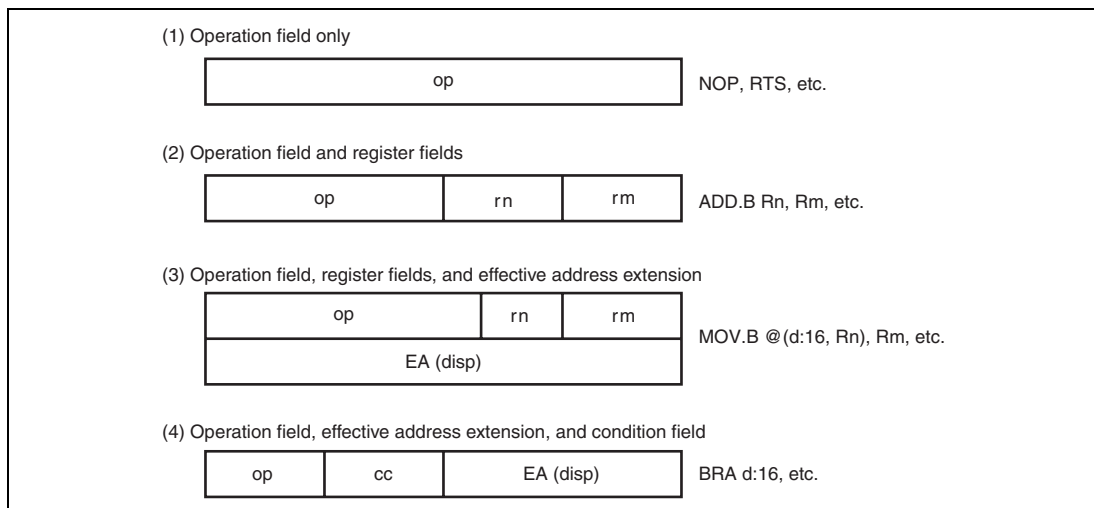 (1) Operation field only
op
NOP, RTS, etc.
(2) Operation field and register fields
op rn rm
ADD.B Rn, Rm, etc.
(3) Operation field, register fields, and effective address extension
op rn rm
EA (disp)
MOV.B @(d:16, Rn), Rm, etc.
(4) Operation field, effective address extension, and condition field
op cc EA (disp)
BRA d:16, etc.